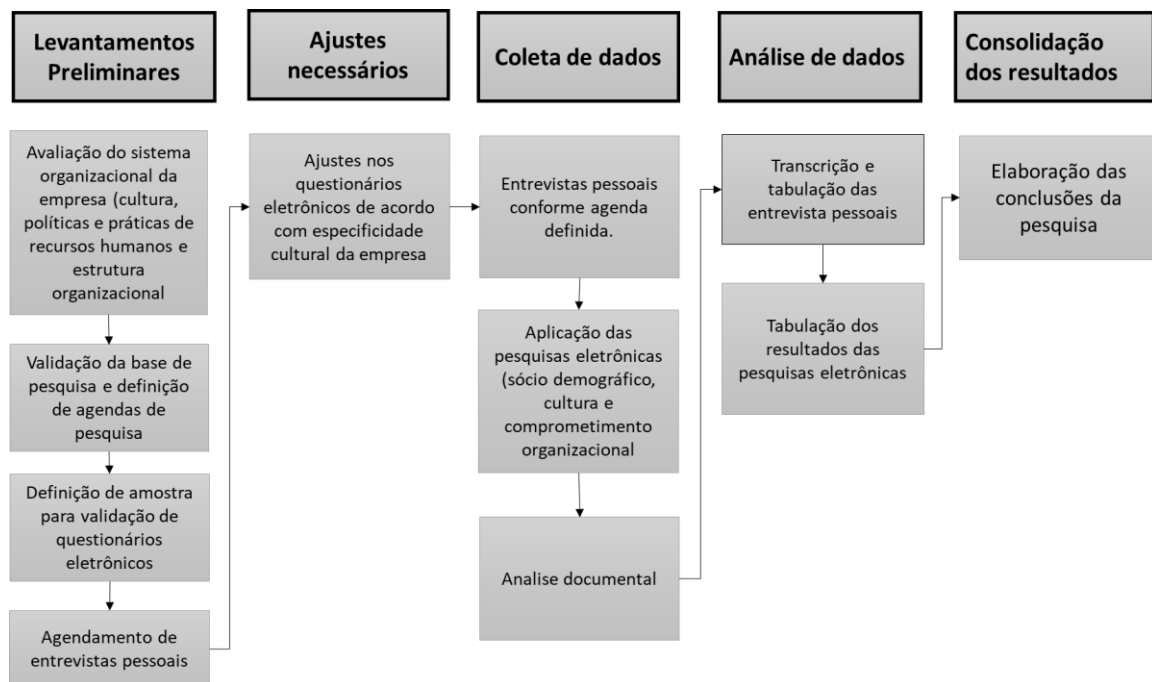 Levantamentos
Preliminares
Ajustes
necessários
Coleta de dados
Análise de dados
Consolidação
dos resultados
Avaliação do sistema
organizacional da
empresa (cultura,
políticas e práticas de
recursos humanos e
estrutura
organizacional
Validação da base de
pesquisa e definição
de agendas de
pesquisa
Definição de amostra
para validação de
questionários
eletrônicos
Agendamento de
entrevistas pessoais
Ajustes nos
questionários
eletrônicos de acordo
com especificidade
cultural da empresa
Entrevistas pessoais
conforme agenda
definida.
Aplicação das
pesquisas eletrônicas
(sócio demográfico,
cultura e
comprometimento
organizacional
Analise documental
Transcrição e
tabulação das
entrevista pessoais
Tabulação dos
resultados das
pesquisas eletrônicas
Elaboração das
conclusões da
pesquisa